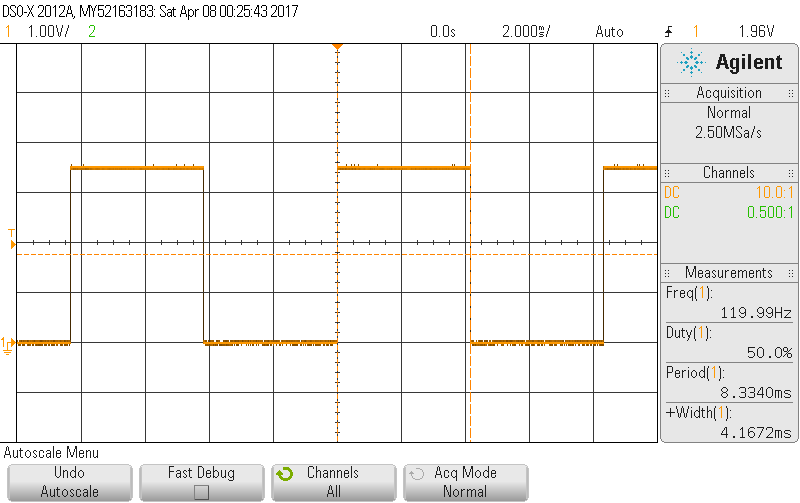 DSO-X 2012A, MY52163183: Sat Apr 08 00:25:43 2017
1 1.00V/ 2 0.0s 2.000ms/ Auto 1 1.96V
Agilent
Acquisition
Normal
2.50MSa/s
Channels
DC 10.0:1
DC 0.500:1
T
Measurements
Freq(1):
119.99Hz
Duty(1):
50.0%
1
Period(1):
8.3340ms
+Width(1):
4.1672ms
Autoscale Menu
Undo
Autoscale
Fast Debug
Channels
All
Acq Mode
Normal